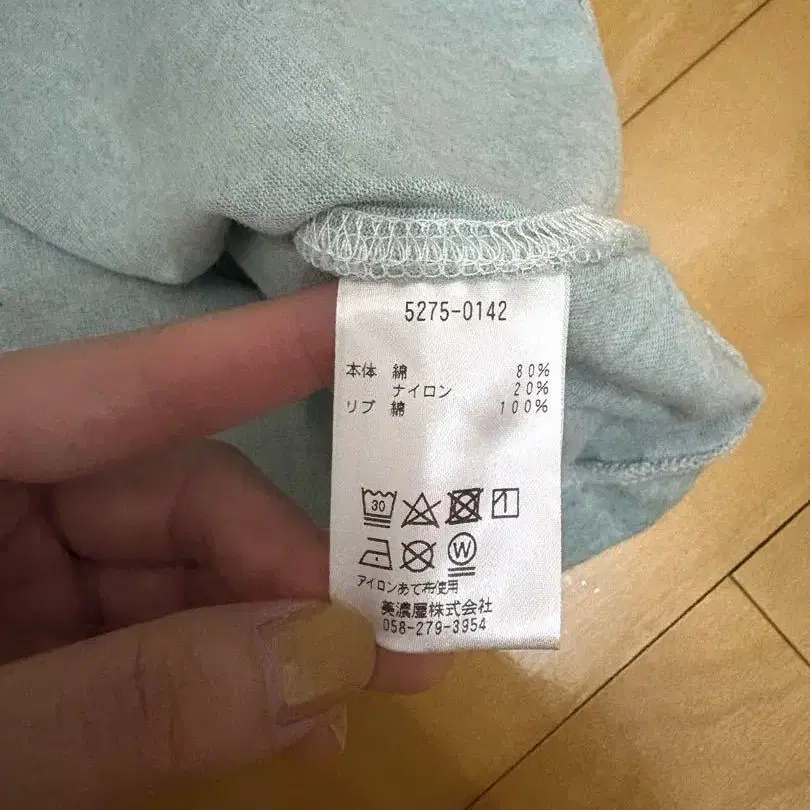 5275-0142
本体 綿 80%
ナイロン 20%
リブ 綿 100%
30
W
アイロンあて布使用
美濃屋株式会社
058-279-3954